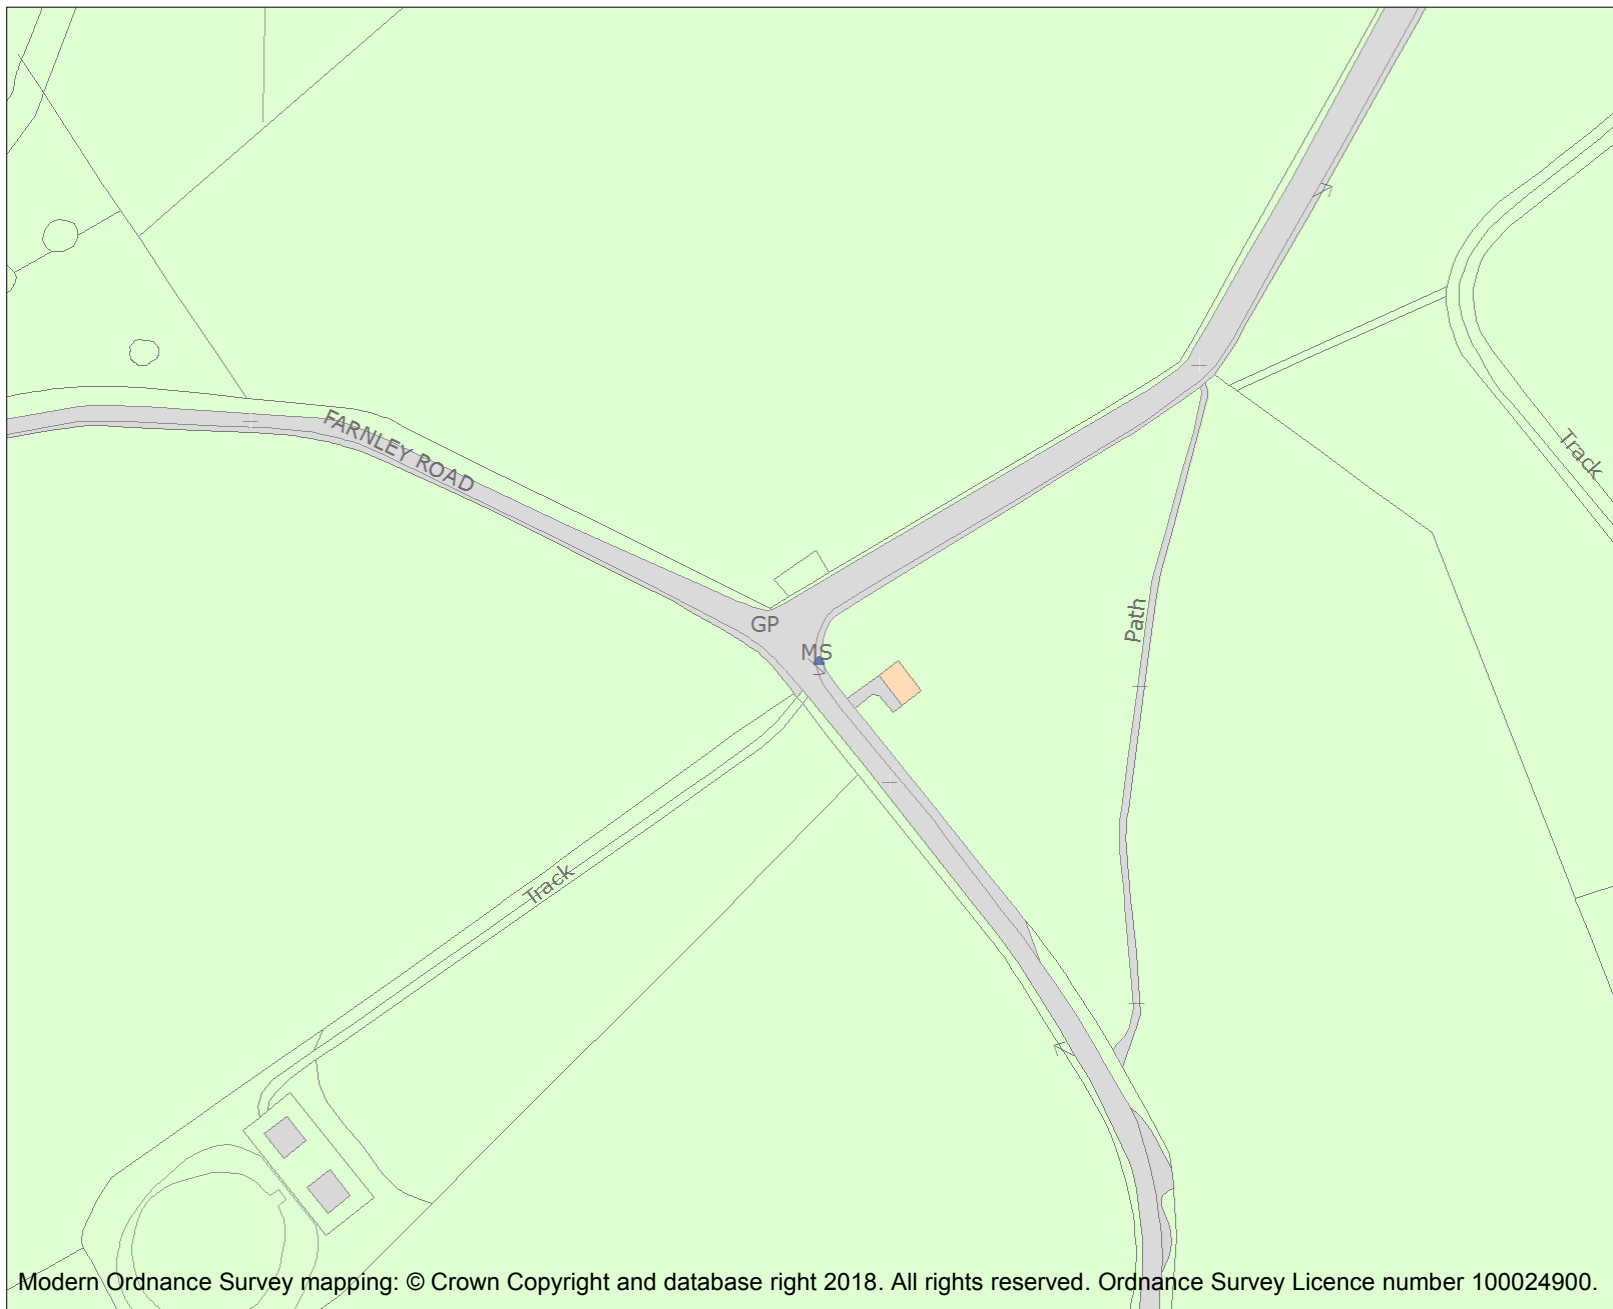 FARNLEY ROAD
Track
Path
GP
MS
Track
Modern Ordnance Survey mapping: © Crown Copyright and database right 2018. All rights reserved. Ordnance Survey Licence number 100024900.